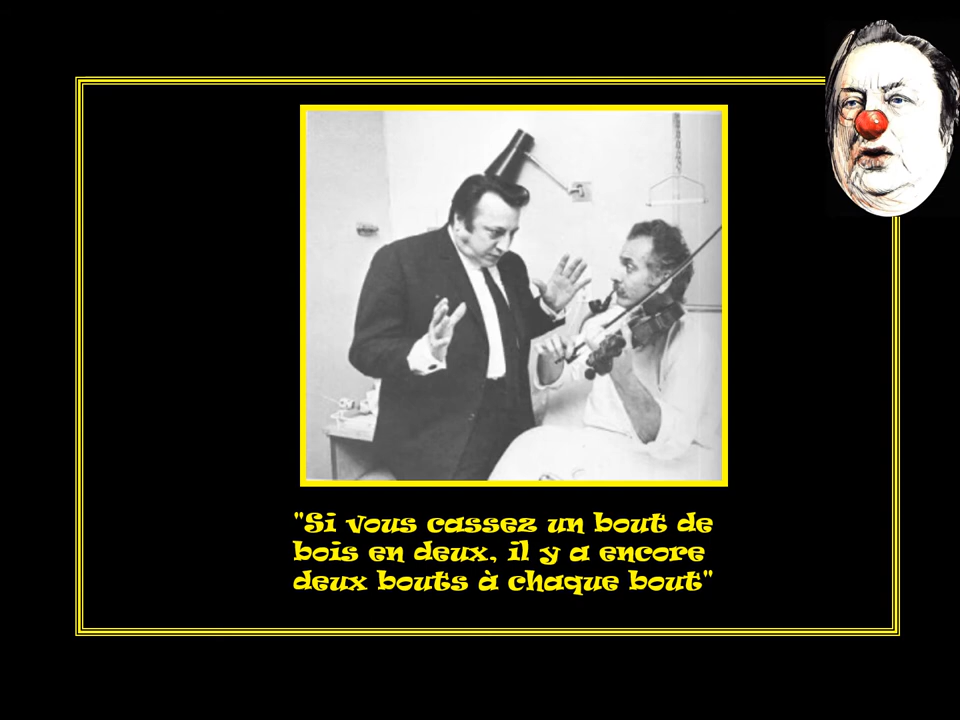 "Si vous cassez un bout de
bois en deux, il y a encore
deux bouts à chaque bout"